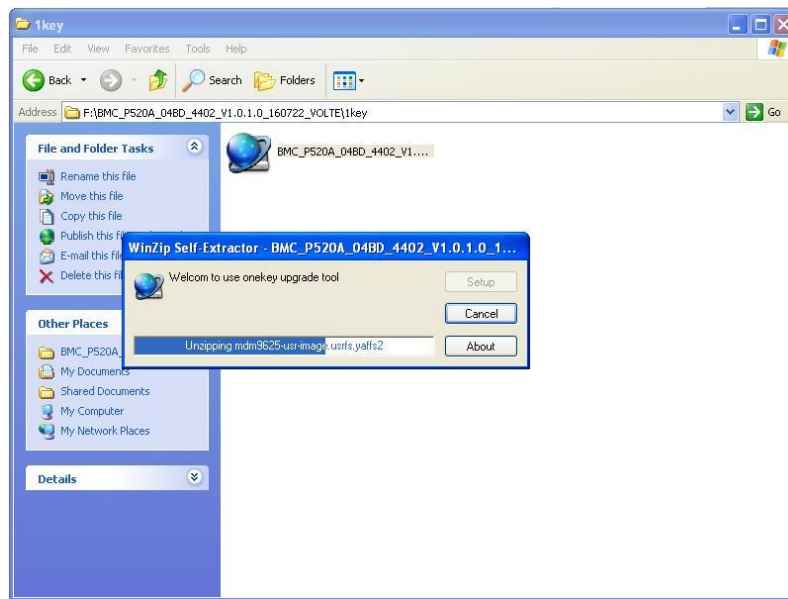 1key
File Edit View Favorites Tools Help
Back Search Folders
Address F:\BMC_P520A_04BD_4402_V1.0.1.0_160722_VOLTE\1key Go
File and Folder Tasks
Rename this file
Move this file
Copy this file
Publish this
E-mail this file
Delete this
BMC_P520A_04BD_4402_V1....
WinZip Self-Extractor - BMC_P520A_04BD_4402_V1.0.1.0_1...
Welcom to use onekey upgrade tool
Setup
Cancel
Unzipping mdm9625-usr-image.usrfs.yaffs2
About
Other Places
BMC_P520A_
My Documents
Shared Documents
My Computer
My Network Places
Details